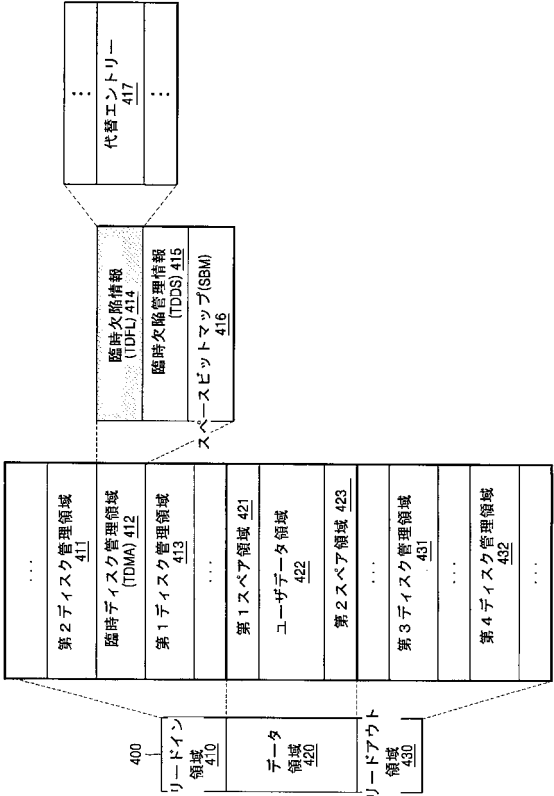 400
リードイン
領域
410
データ
領域
420
リードアウト
領域
430
...
第2ディスク管理領域
411
臨時ディスク管理領域
(TDMA) 412
第1ディスク管理領域
413
...
第1スペア領域 421
ユーザデータ領域
422
第2スペア領域 423
...
第3ディスク管理領域
431
...
第4ディスク管理領域
432
...
臨時欠陥情報
(TDFL) 414
臨時欠陥管理情報
(TDDS) 415
スペースビットマップ(SBM)
416
...
代替エントリー
417
...